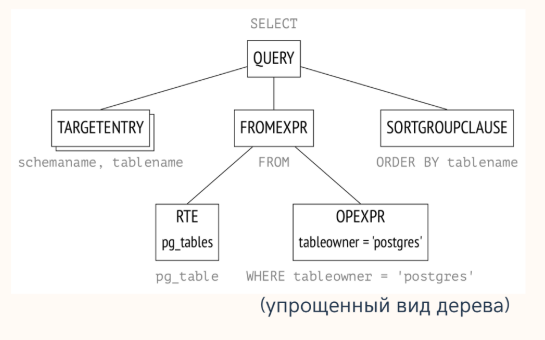 SELECT
QUERY
TARGETENTRY
FROMEXPR
SORTGROUPCLAUSE
schemaname, tablename
FROM
ORDER BY tablename
RTE
pg_tables
OPEXPR
tableowner = 'postgres'
pg_table
WHERE tableowner = 'postgres'
(упрощенный вид дерева)